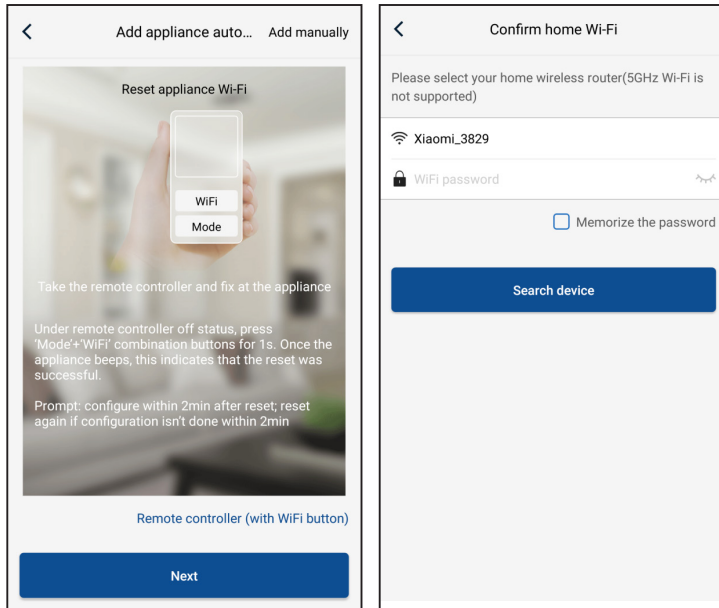 Add appliance auto... Add manually
Reset appliance Wi-Fi
WiFi
Mode
Take the remote controller and fix at the appliance
Under remote controller off status, press
'Mode'+'WiFi' combination buttons for 1s. Once the
appliance beeps, this indicates that the reset was
successful.
Prompt: configure within 2min after reset; reset
again if configuration isn't done within 2min
Remote controller (with WiFi button)
Next
Confirm home Wi-Fi
Please select your home wireless router(5GHz Wi-Fi is
not supported)
Xiaomi_3829
WiFi password
Memorize the password
Search device